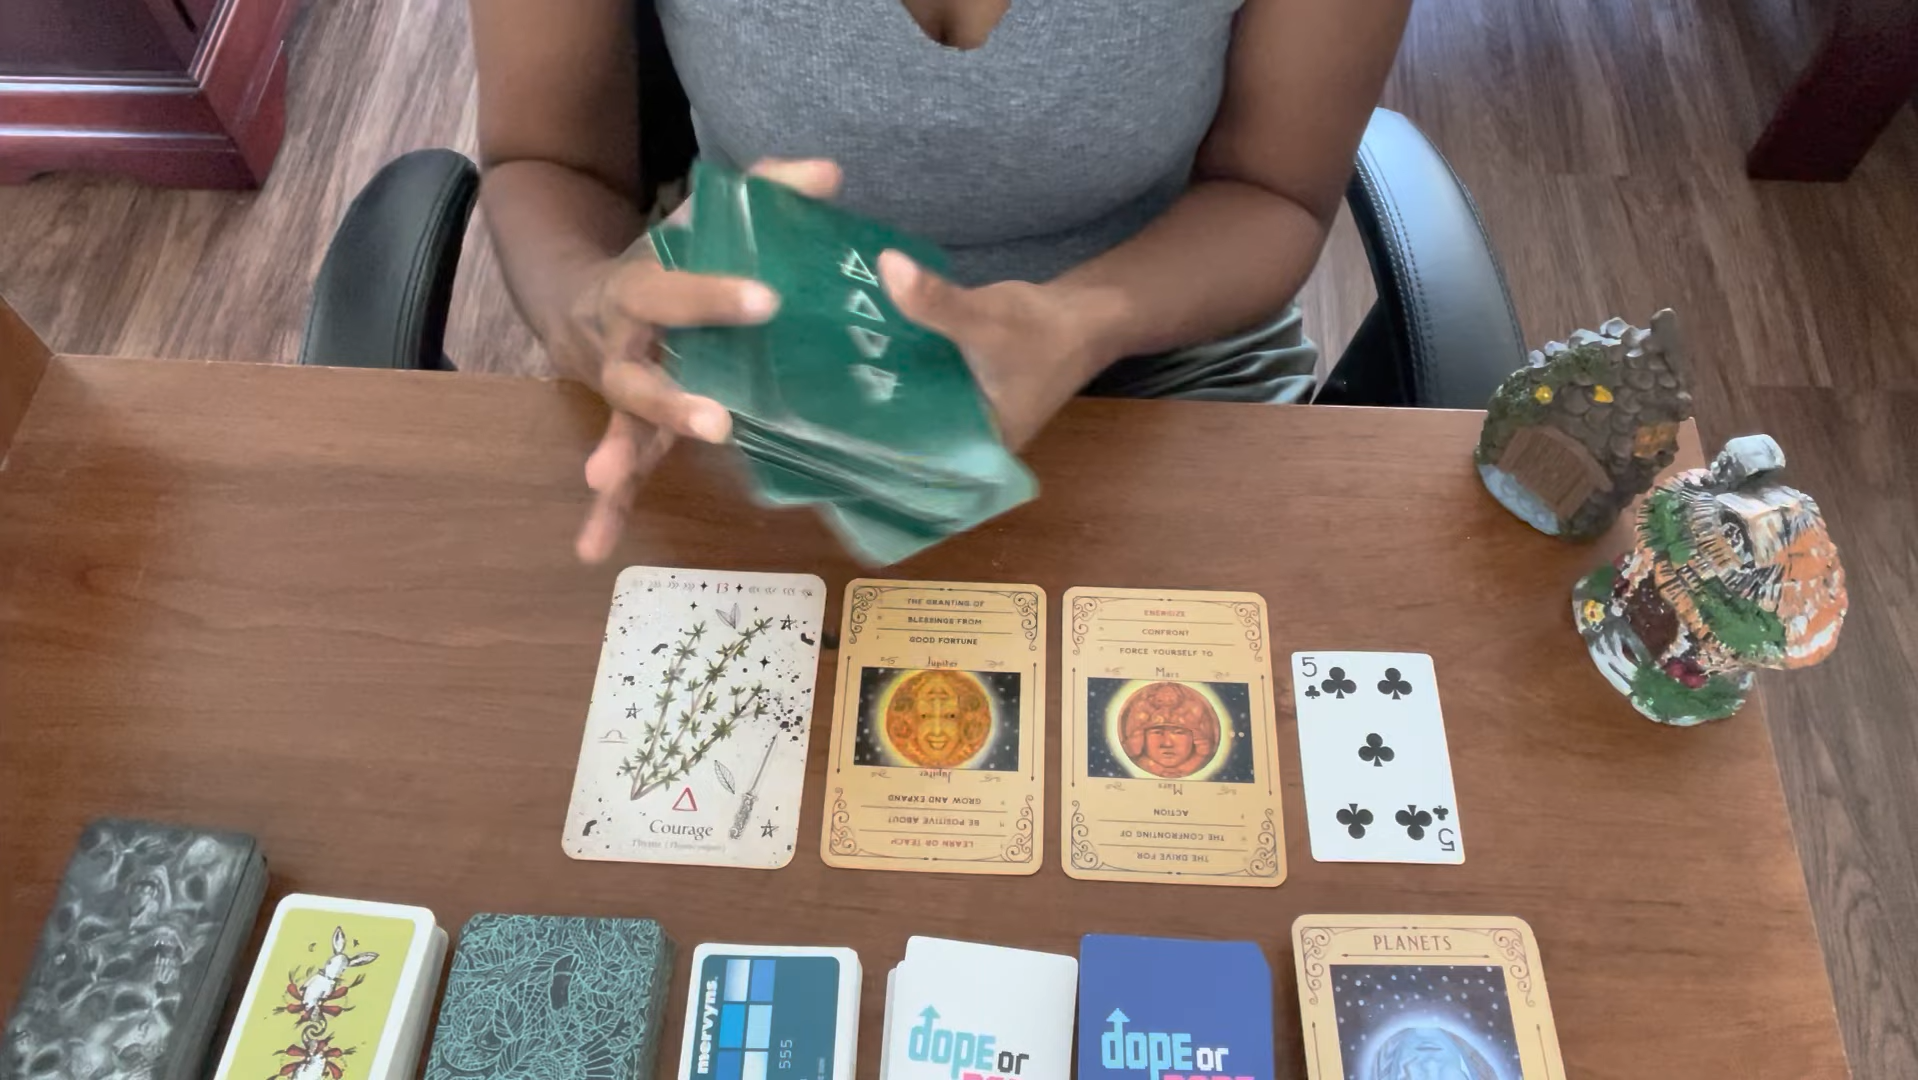 13
Courage
THE GRANTING OF
BLESSINGS FROM
GOOD FORTUNE
Jupiter
Jupiter
GROW AND EXPAND
BE POSITIVE ABOUT
LEARN OR TEACH
ENERGIZE
CONFRONT
FORCE YOURSELF TO
Mars
Mars
ACTION
THE CONFRONTING OF
THE DRIVE FOR
5
5
mervyns
555
dOPE or
dOPE or
PLANETS